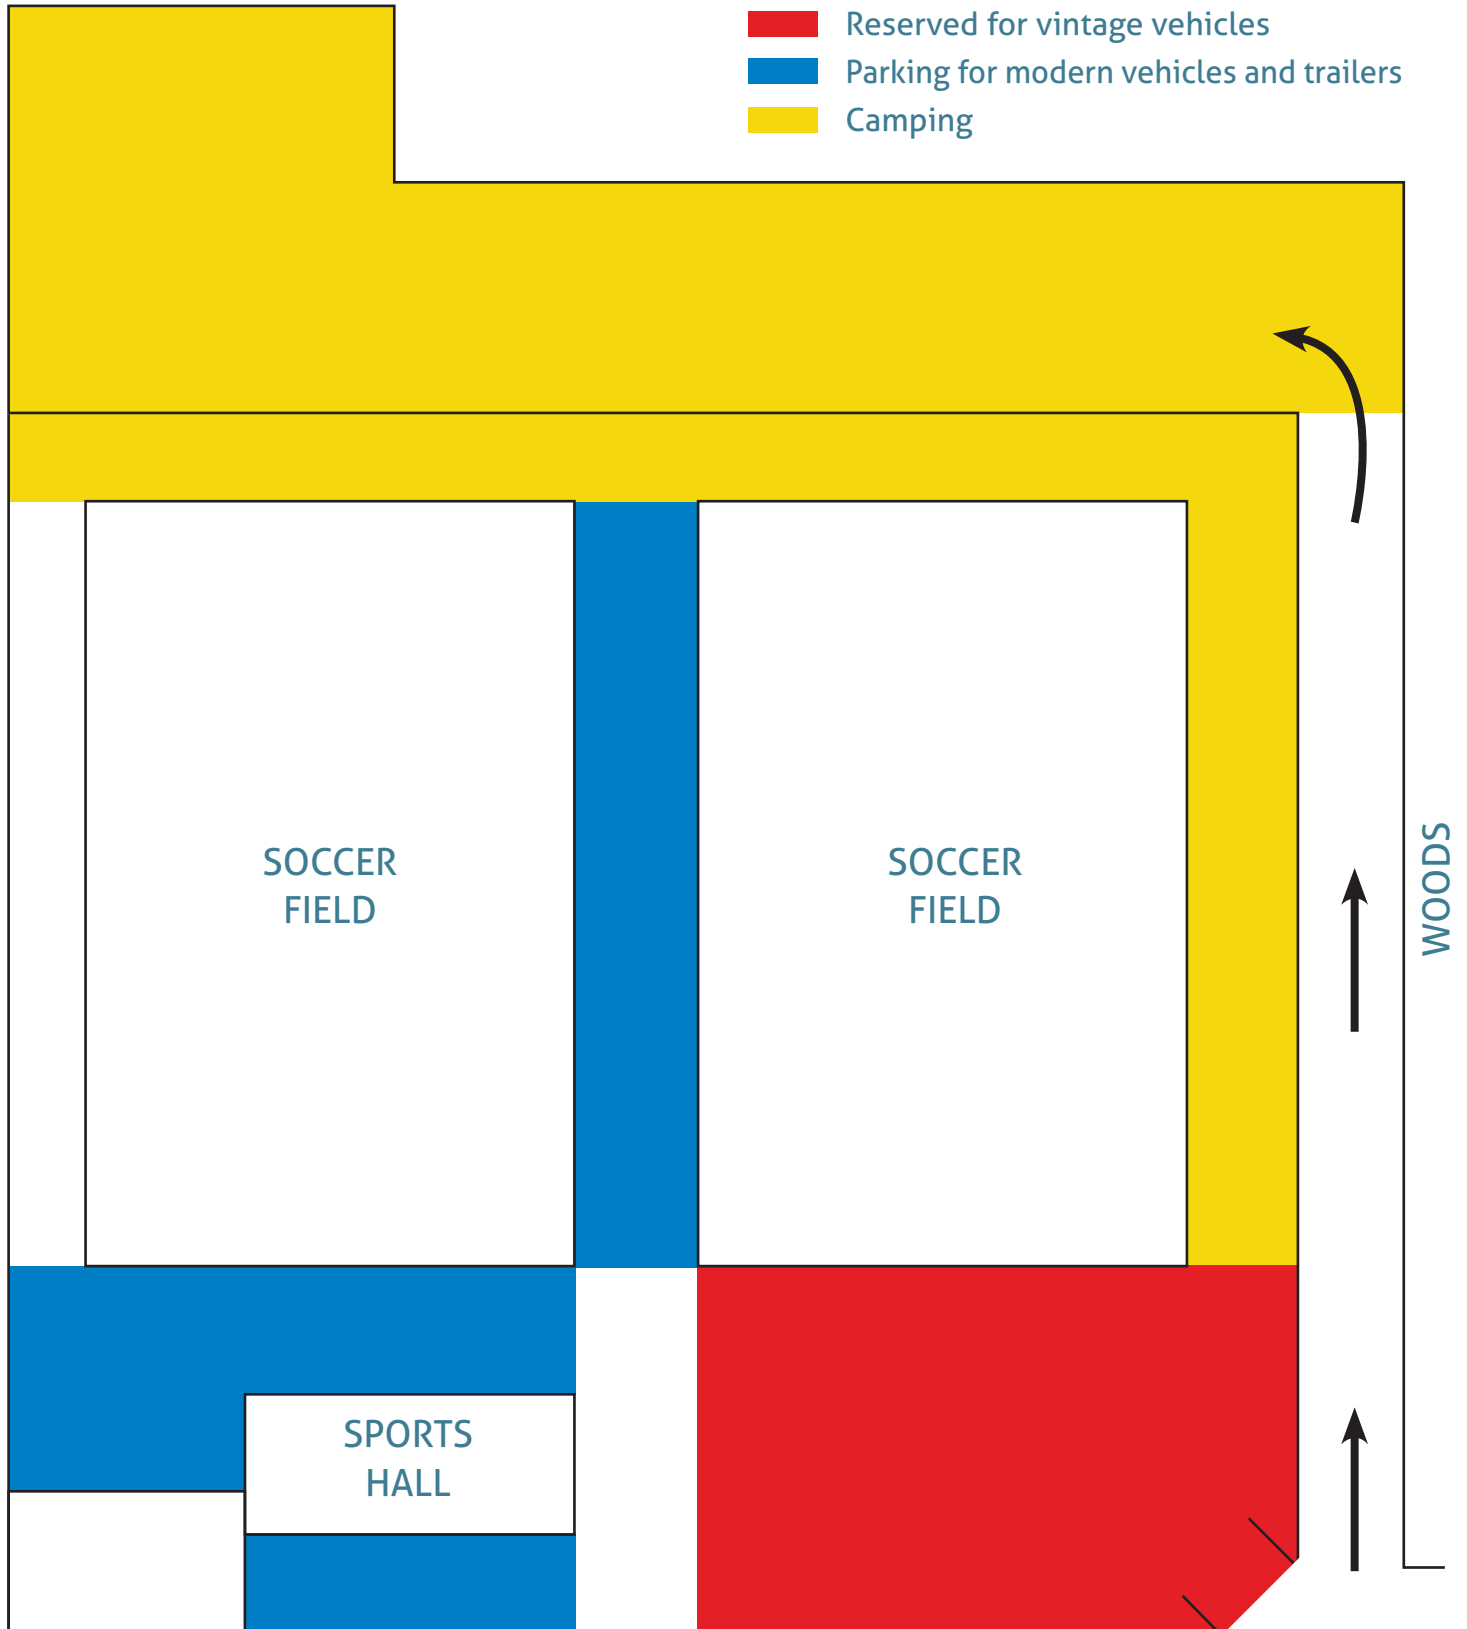 Reserved for vintage vehicles
Parking for modern vehicles and trailers
Camping
SOCCER
FIELD
SOCCER
FIELD
WOODS
SPORTS
HALL